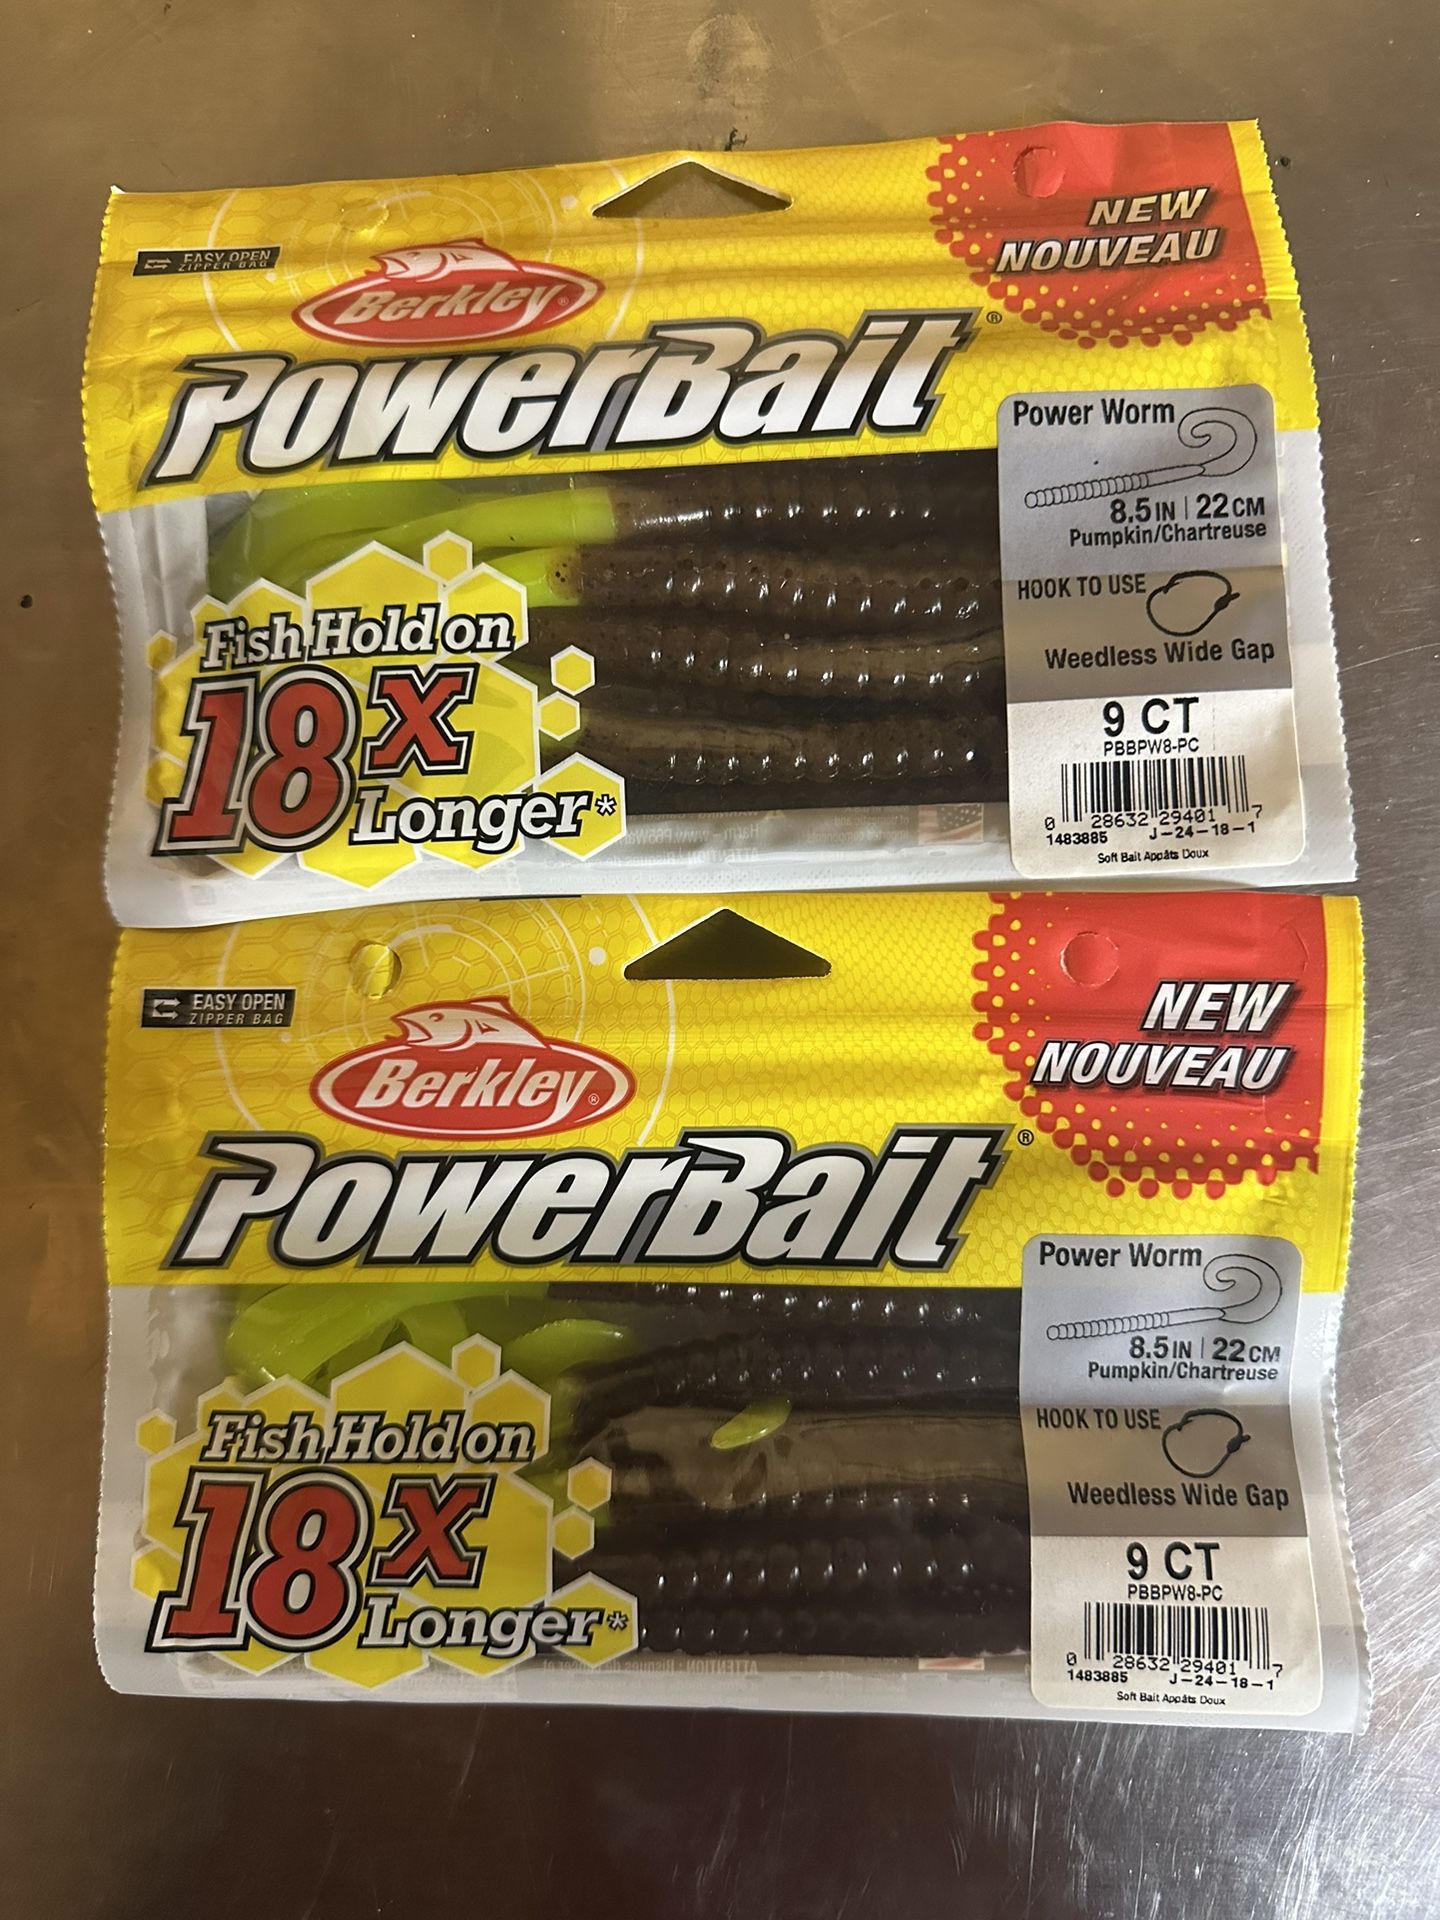 EASY OPEN
ZIPPER BAG
Berkley®
PowerBait®
NEW
NOUVEAU
Power Worm
8.5 IN | 22 CM
Pumpkin/Chartreuse
HOOK TO USE
Weedless Wide Gap
9 CT
PBBPW8-PC
0 28632 29401 7
1483885 J-24-18-1
Soft Bait Appâts Doux
Fish Hold on
18x
Longer*
EASY OPEN
ZIPPER BAG
Berkley®
PowerBait®
NEW
NOUVEAU
Power Worm
8.5 IN | 22 CM
Pumpkin/Chartreuse
HOOK TO USE
Weedless Wide Gap
9 CT
PBBPW8-PC
0 28632 29401 7
1483885 J-24-18-1
Soft Bait Appâts Doux
Fish Hold on
18x
Longer*